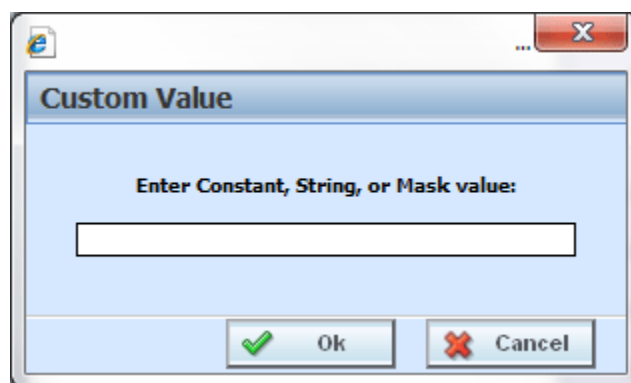 ...
Custom Value
Enter Constant, String, or Mask value:
Ok
Cancel